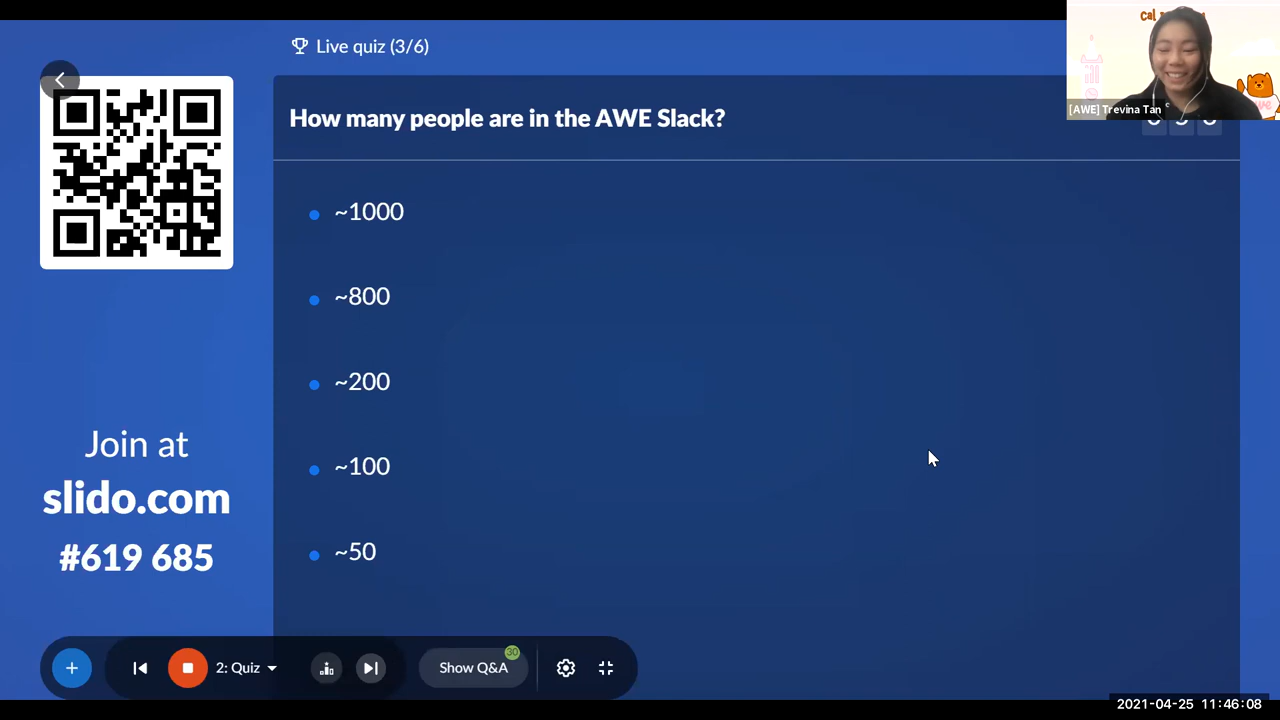 Live quiz (3/6)
How many people are in the AWE Slack?
[AWE] Trevina Tan
~1000
~800
~200
~100
~50
Join at
slido.com
#619 685
2: Quiz
Show Q&A
30
2021-04-25 11:46:08